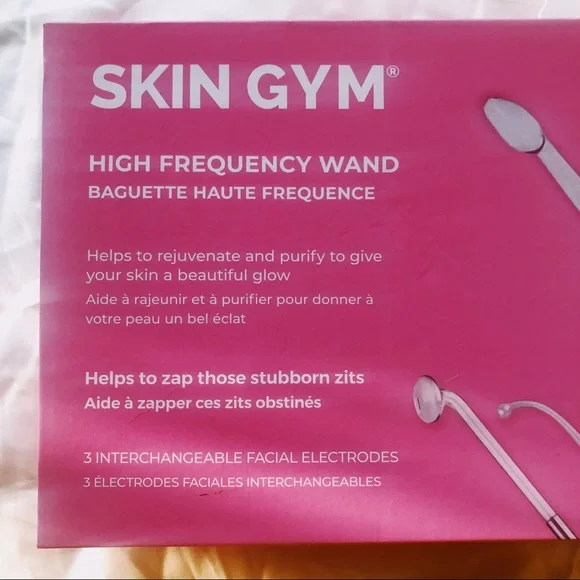 SKIN GYM®
HIGH FREQUENCY WAND
BAGUETTE HAUTE FREQUENCE
Helps to rejuvenate and purify to give
your skin a beautiful glow
Aide à rajeunir et à purifier pour donner à
votre peau un bel éclat
Helps to zap those stubborn zits
Aide à zapper ces zits obstinés
3 INTERCHANGEABLE FACIAL ELECTRODES
3 ÉLECTRODES FACIALES INTERCHANGEABLES